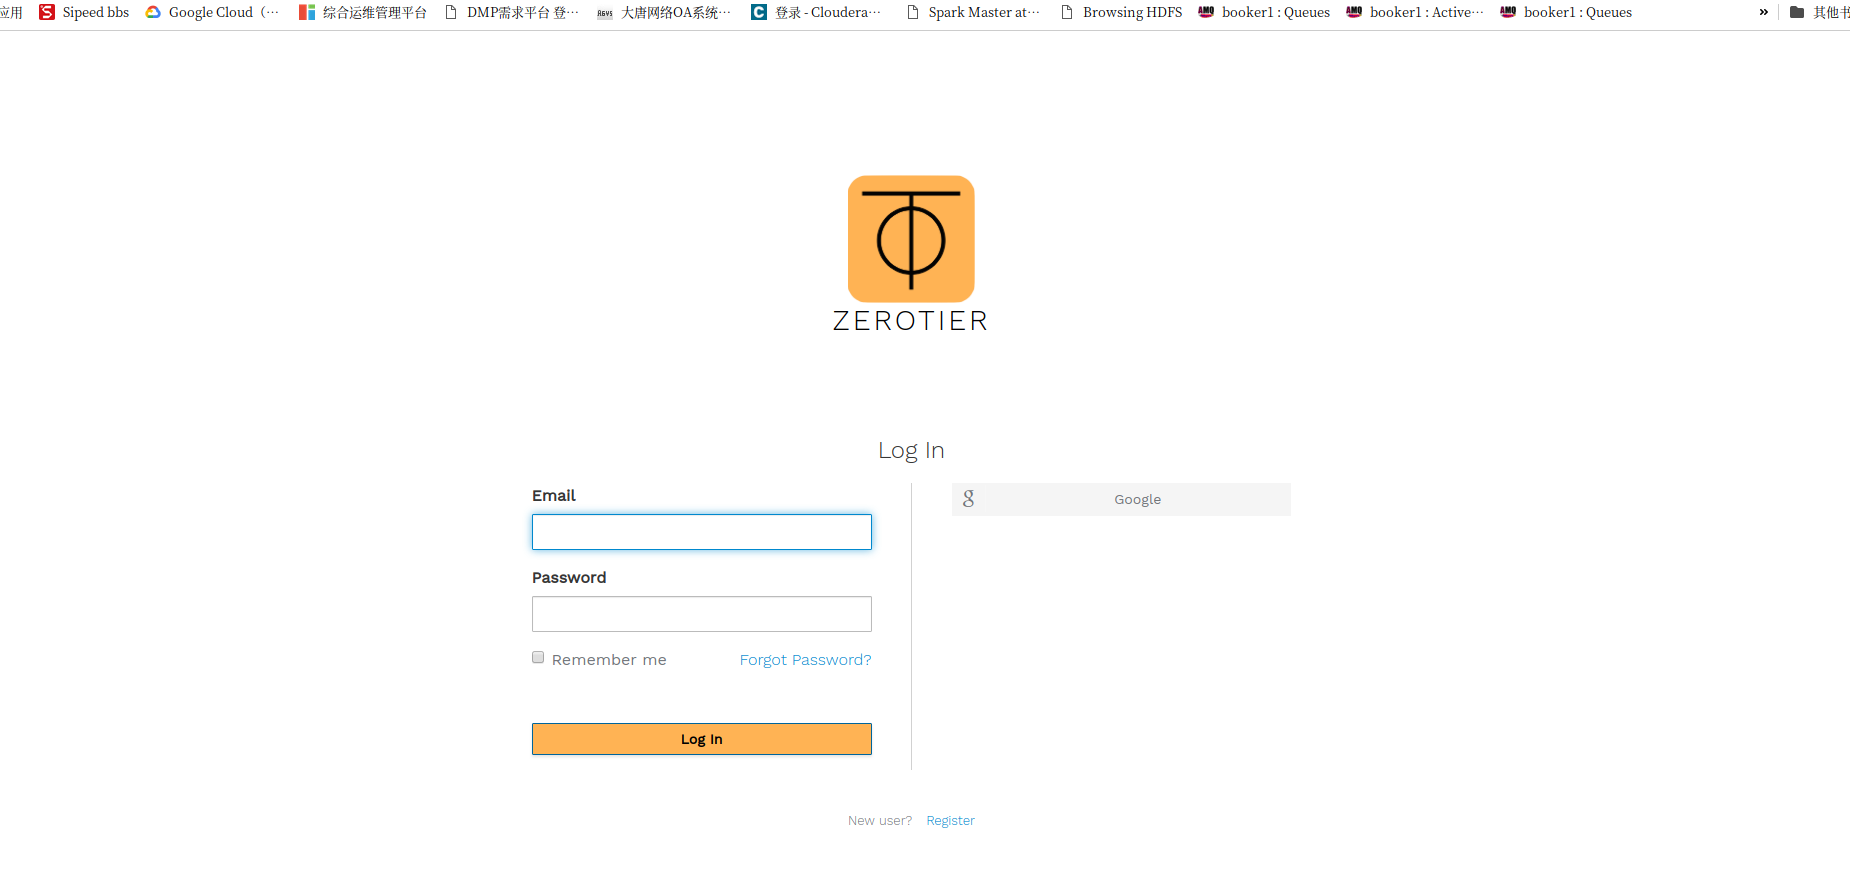 应用 Sipeed bbs Google Cloud（… 综合运维管理平台 DMP需求平台 登… 大唐网络OA系统… 登录 - Cloudera… Spark Master at… Browsing HDFS booker1 : Queues booker1 : Active… booker1 : Queues » 其他书
ZEROTIER
Log In
Email
g Google
Password
Remember me Forgot Password?
Log In
New user? Register